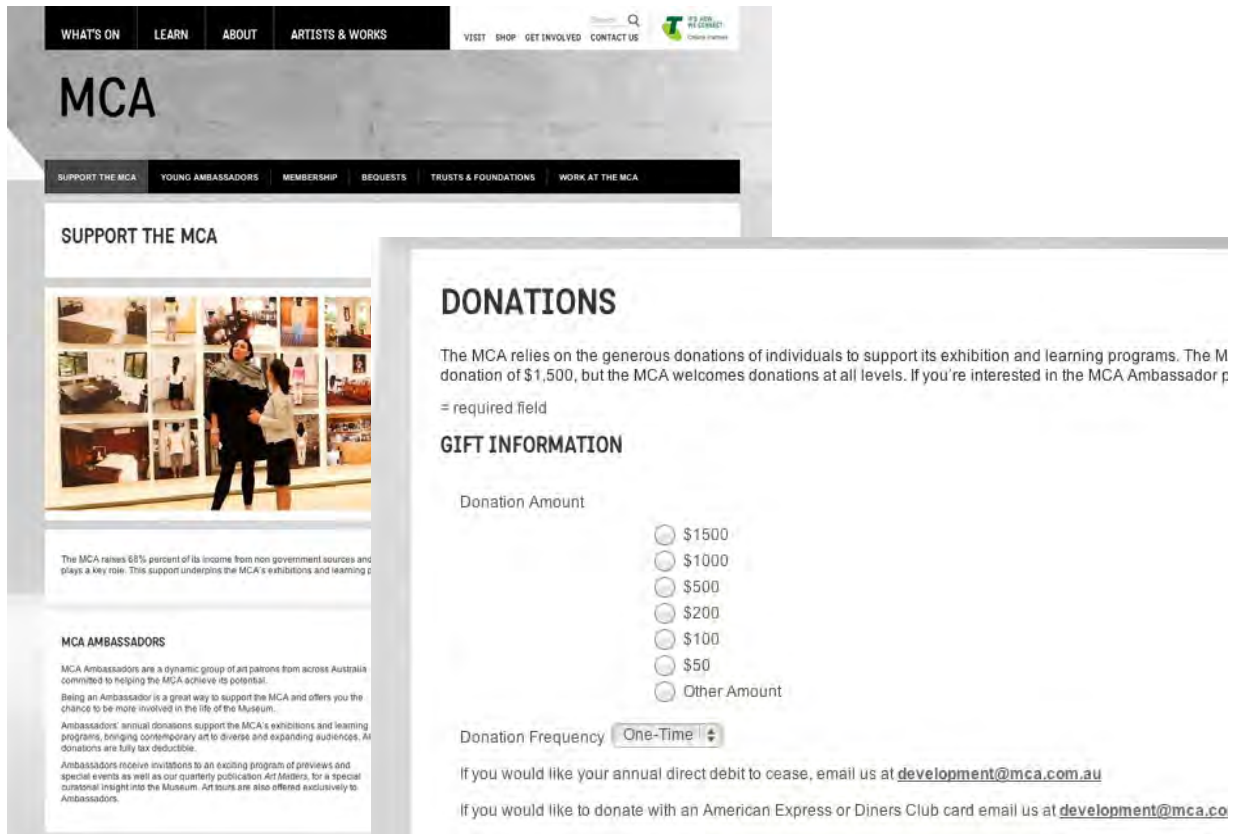 WHAT'S ON LEARN ABOUT ARTISTS & WORKS
Search
VISIT SHOP GET INVOLVED CONTACT US
IT'S HOW
WE CONNECT
MCA
SUPPORT THE MCA YOUNG AMBASSADORS MEMBERSHIP BEQUESTS TRUSTS & FOUNDATIONS WORK AT THE MCA
SUPPORT THE MCA
The MCA raises 68% percent of its income from non government sources and
plays a key role. This support underpins the MCA's exhibitions and learning p
MCA AMBASSADORS
MCA Ambassadors are a dynamic group of art patrons from across Australia
committed to helping the MCA achieve its potential.
Being an Ambassador is a great way to support the MCA and offers you the
chance to be more involved in the life of the Museum.
Ambassadors' annual donations support the MCA's exhibitions and learning
programs, bringing contemporary art to diverse and expanding audiences. Al
donations are fully tax deductible.
Ambassadors receive invitations to an exciting program of previews and
special events as well as our quarterly publication Art Matters, for a special
curatorial insight into the Museum. Art tours are also offered exclusively to
Ambassadors.
DONATIONS
The MCA relies on the generous donations of individuals to support its exhibition and learning programs. The M
donation of $1,500, but the MCA welcomes donations at all levels. If you're interested in the MCA Ambassador p
= required field
GIFT INFORMATION
Donation Amount
$1500
$1000
$500
$200
$100
$50
Other Amount
Donation Frequency One-Time
If you would like your annual direct debit to cease, email us at development@mca.com.au
If you would like to donate with an American Express or Diners Club card email us at development@mca.co